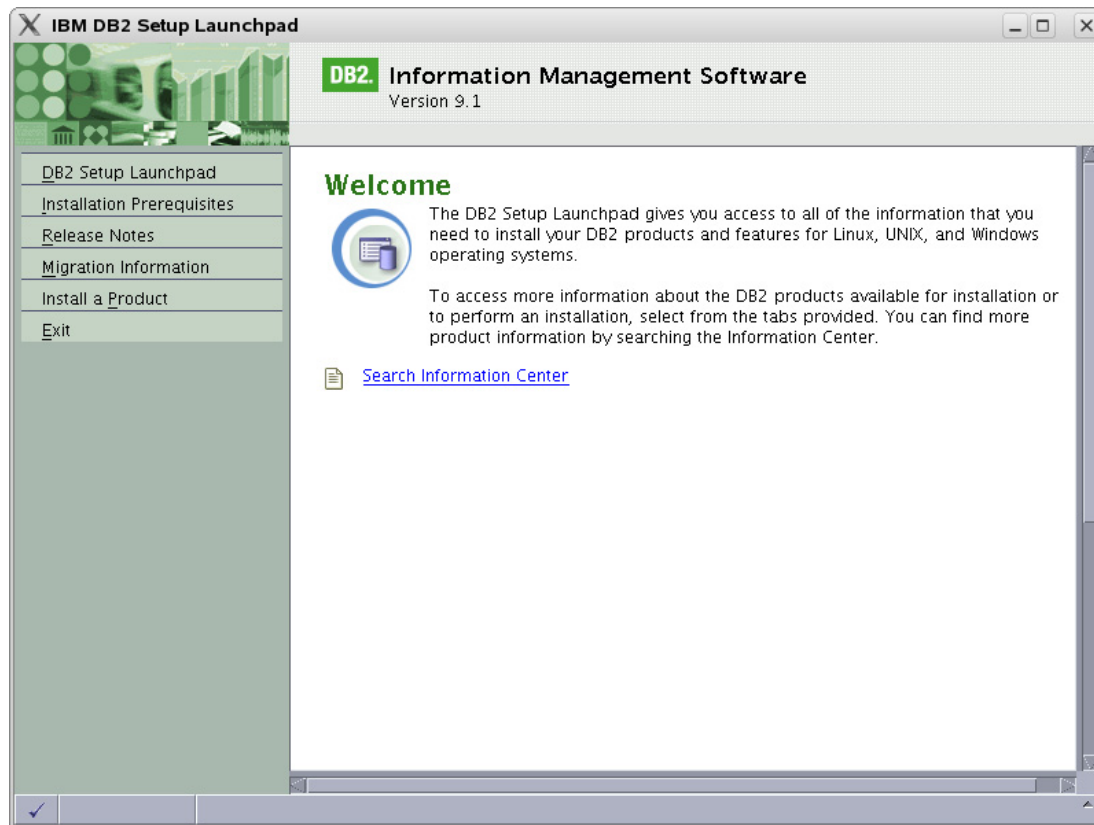 IBM DB2 Setup Launchpad
DB2. Information Management Software
Version 9.1
DB2 Setup Launchpad
Installation Prerequisites
Release Notes
Migration Information
Install a Product
Exit
Welcome
The DB2 Setup Launchpad gives you access to all of the information that you
need to install your DB2 products and features for Linux, UNIX, and Windows
operating systems.
To access more information about the DB2 products available for installation or
to perform an installation, select from the tabs provided. You can find more
product information by searching the Information Center.
Search Information Center